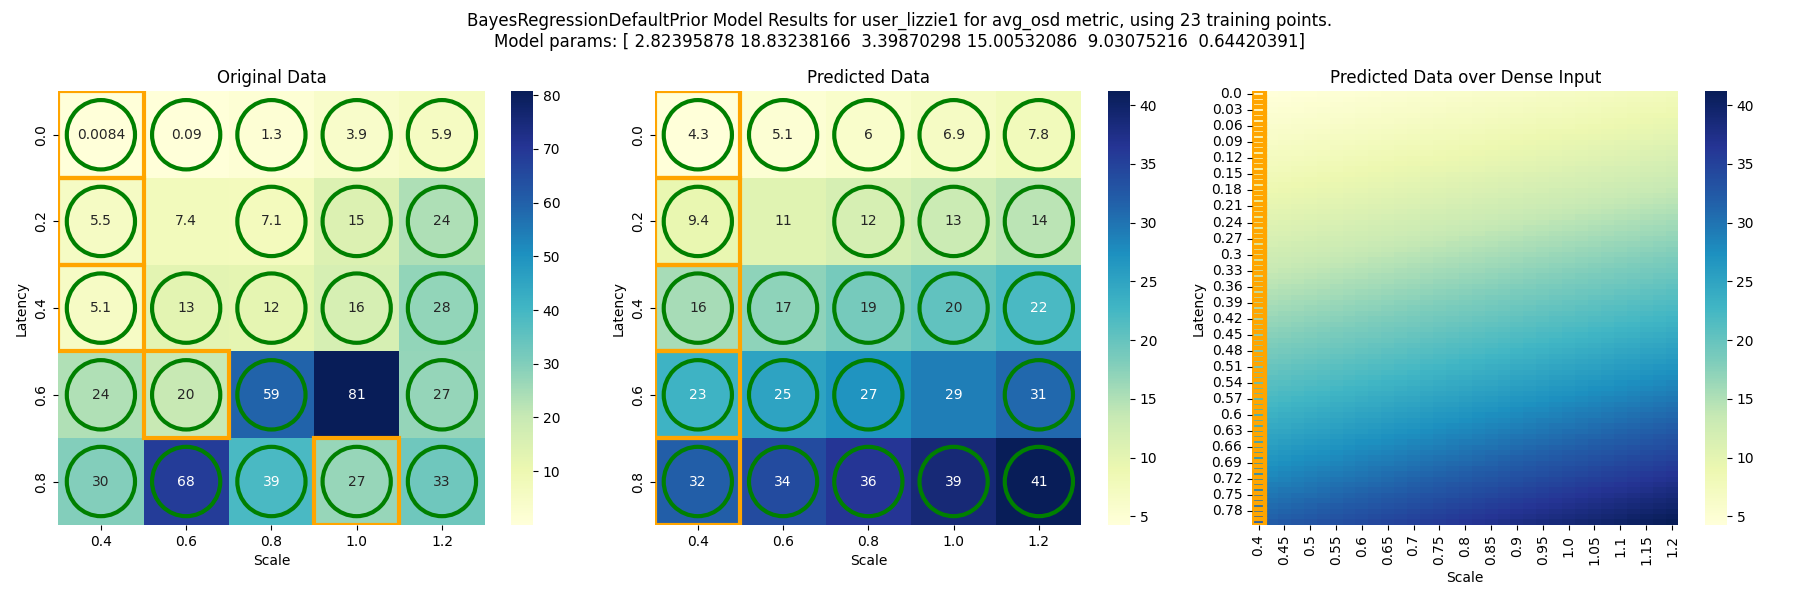 BayesRegressionDefaultPrior Model Results for user_lizzie1 for avg_osd metric, using 23 training points.
Model params: [ 2.82395878 18.83238166  3.39870298 15.00532086  9.03075216  0.64420391]
Original Data
0.0084 0.09 1.3 3.9 5.9
5.5 7.4 7.1 15 24
5.1 13 12 16 28
24 20 59 81 27
30 68 39 27 33
0.0
0.2
0.4
0.6
0.8
Latency
0.4 0.6 0.8 1.0 1.2
Scale
80
70
60
50
40
30
20
10
Predicted Data
4.3 5.1 6 6.9 7.8
9.4 11 12 13 14
16 17 19 20 22
23 25 27 29 31
32 34 36 39 41
0.0
0.2
0.4
0.6
0.8
Latency
0.4 0.6 0.8 1.0 1.2
Scale
40
35
30
25
20
15
10
5
Predicted Data over Dense Input
0.0
0.03
0.06
0.09
0.12
0.15
0.18
0.21
0.24
0.27
0.3
0.33
0.36
0.39
0.42
0.45
0.48
0.51
0.54
0.57
0.6
0.63
0.66
0.69
0.72
0.75
0.78
Latency
0.4 0.45 0.5 0.55 0.6 0.65 0.7 0.75 0.8 0.85 0.9 0.95 1.0 1.05 1.1 1.15 1.2
Scale
40
35
30
25
20
15
10
5